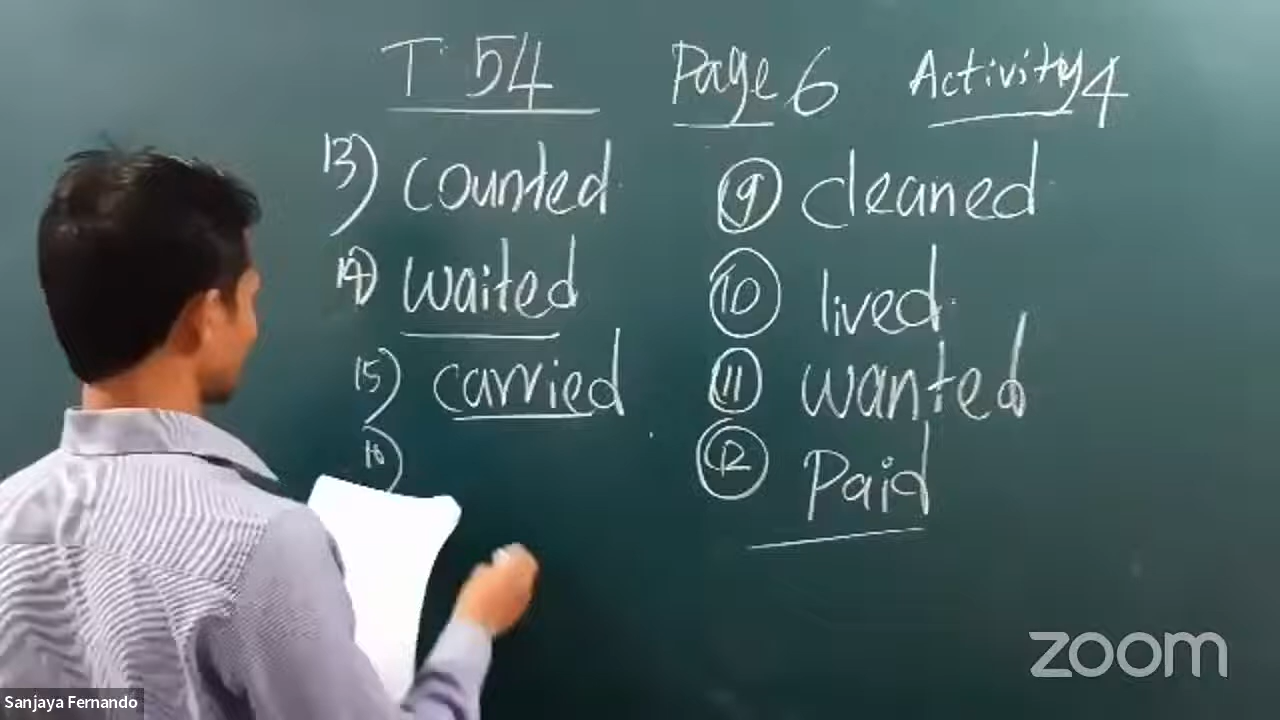 T 54 Page 6 Activity 4
13) counted
14) waited
15) carried
16)
9 cleaned
10 lived
11 wanted
12 Paid
zoom
Sanjaya Fernando